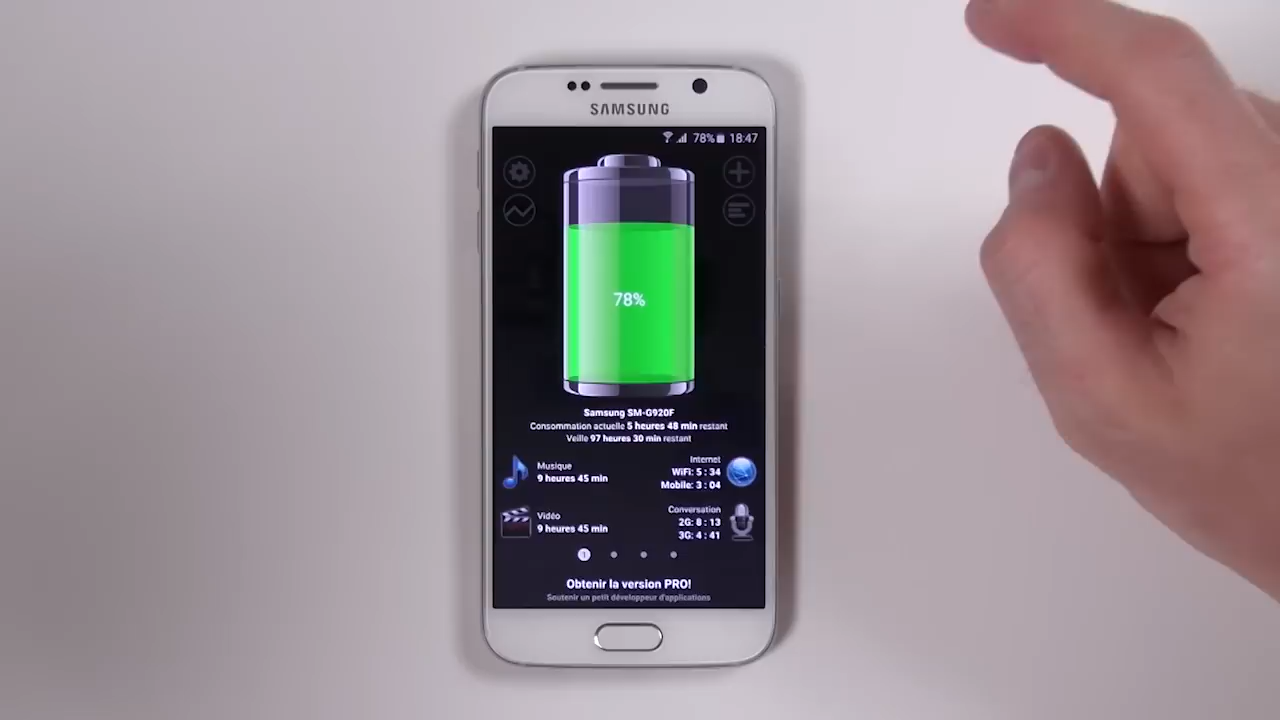 SAMSUNG
78% 18:47
78%
Samsung SM-G920F
Consommation actuelle 5 heures 48 min restant
Veille 97 heures 30 min restant
Musique
9 heures 45 min
Internet
WiFi: 5 : 34
Mobile: 3 : 04
Vidéo
9 heures 45 min
Conversation
2G: 8 : 13
3G: 4 : 41
1
Obtenir la version PRO!
Soutenir un petit développeur d'applications